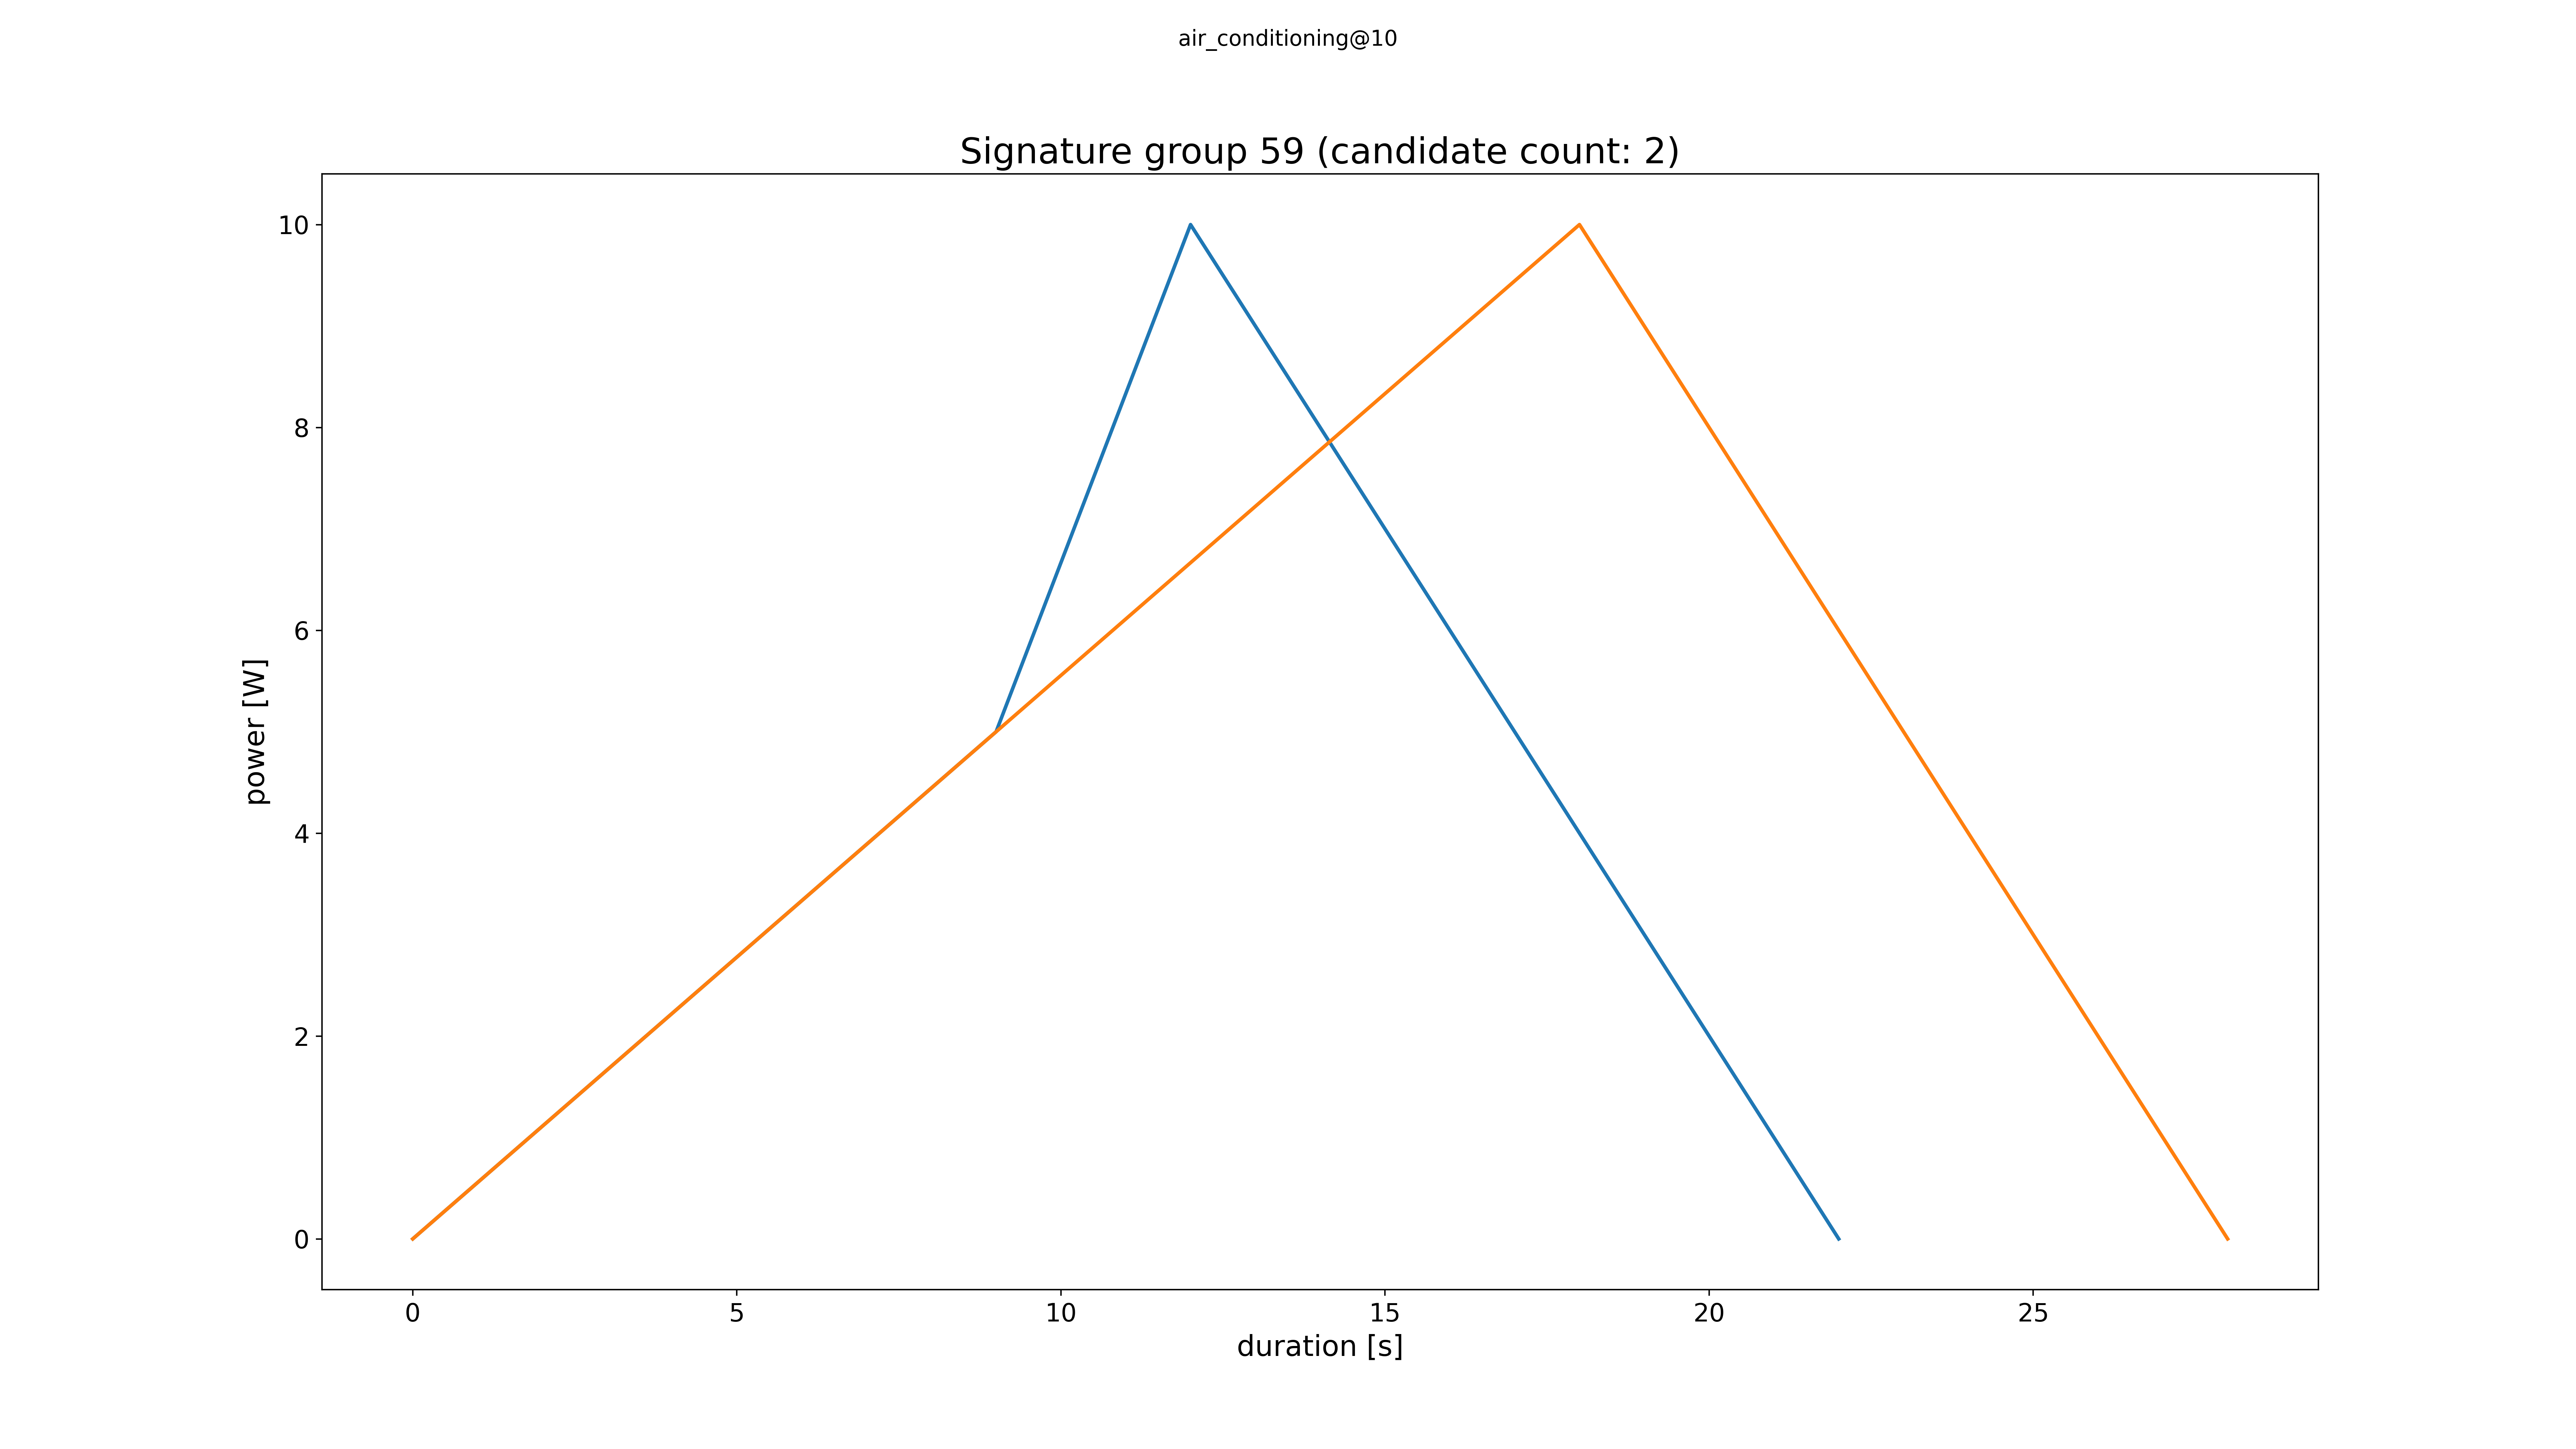 air_conditioning@10
Signature group 59 (candidate count: 2)
10
8
6
4
2
0
power [W]
0 5 10 15 20 25
duration [s]